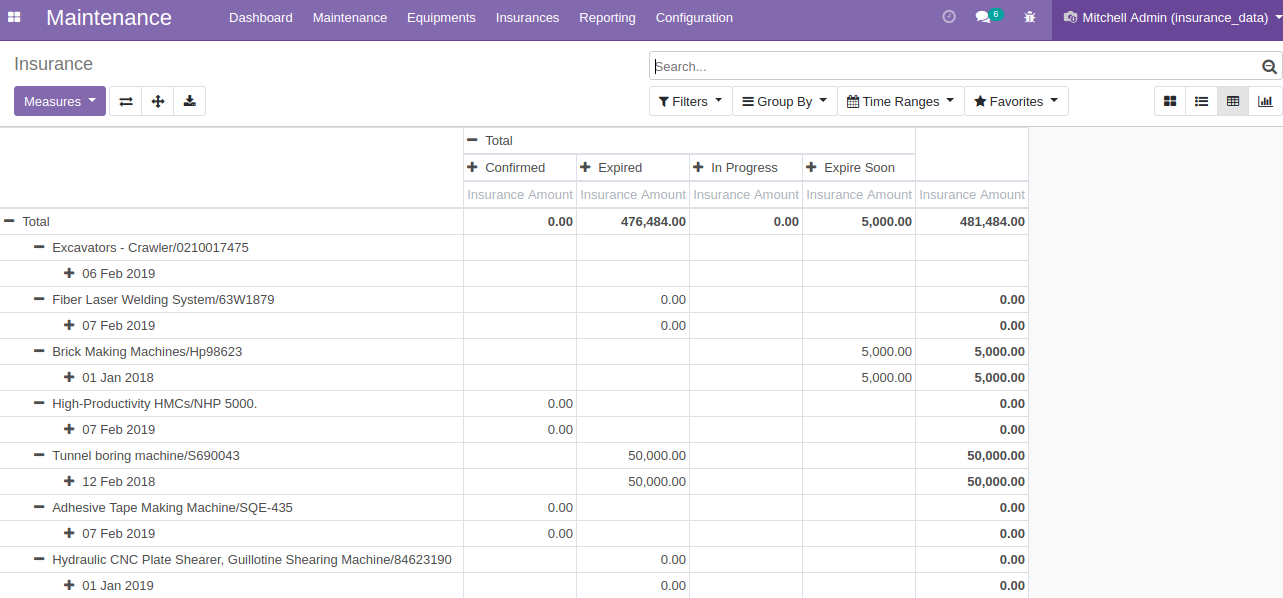 Maintenance Dashboard Maintenance Equipments Insurances Reporting Configuration 6 Mitchell Admin (insurance_data)
Insurance Search...
Measures Filters Group By Time Ranges Favorites
Total
Confirmed Expired In Progress Expire Soon
Insurance Amount Insurance Amount Insurance Amount Insurance Amount Insurance Amount
Total 0.00 476,484.00 0.00 5,000.00 481,484.00
Excavators - Crawler/0210017475
06 Feb 2019
Fiber Laser Welding System/63W1879 0.00 0.00
07 Feb 2019 0.00 0.00
Brick Making Machines/Hp98623 5,000.00 5,000.00
01 Jan 2018 5,000.00 5,000.00
High-Productivity HMCs/NHP 5000. 0.00 0.00
07 Feb 2019 0.00 0.00
Tunnel boring machine/S690043 50,000.00 50,000.00
12 Feb 2018 50,000.00 50,000.00
Adhesive Tape Making Machine/SQE-435 0.00 0.00
07 Feb 2019 0.00 0.00
Hydraulic CNC Plate Shearer, Guillotine Shearing Machine/84623190 0.00 0.00
01 Jan 2019 0.00 0.00